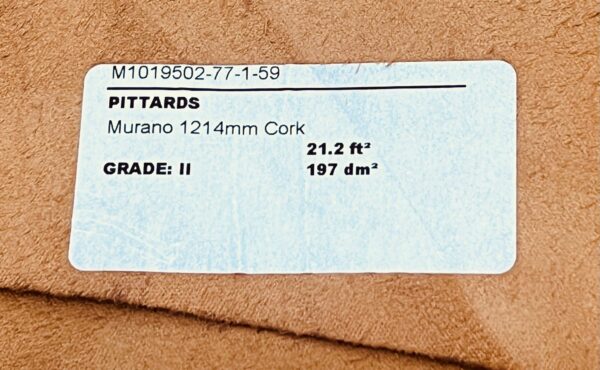 M1019502-77-1-59
PITTARDS
Murano 1214mm Cork
21.2 ft²
GRADE: II 197 dm²